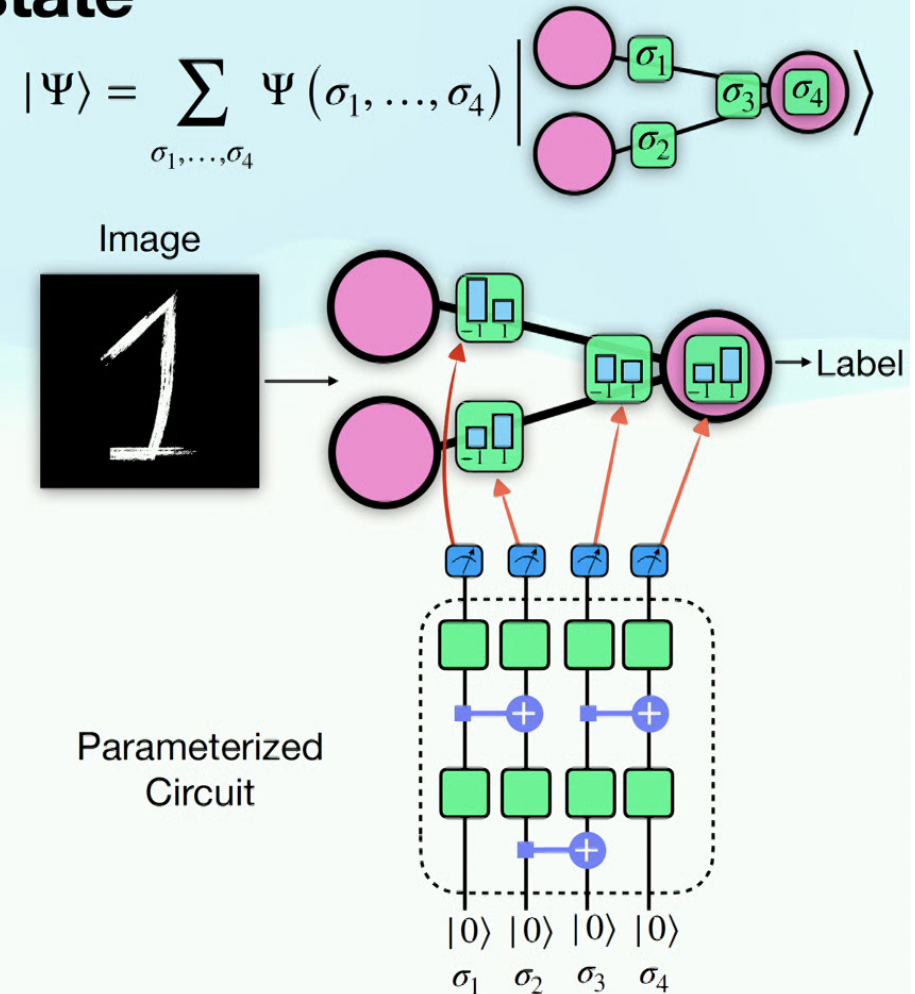 state
|Ψ⟩ = ∑ Ψ (σ₁, …, σ₄) | σ₁ σ₂ σ₃ σ₄ ⟩
σ₁,…,σ₄
Image
1
-1 1
-1 1
-1 1
-1 1
Label
Parameterized
Circuit
|0⟩ |0⟩ |0⟩ |0⟩
σ₁ σ₂ σ₃ σ₄